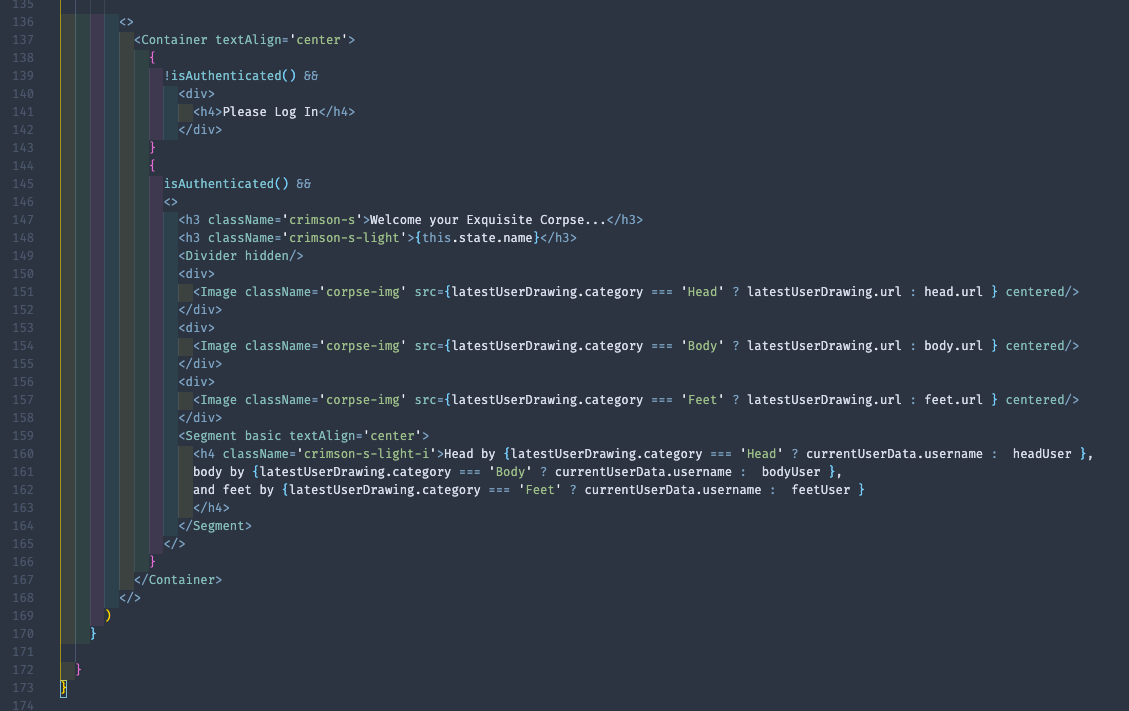 135
136 <>
137 <Container textAlign='center'>
138 {
139 !isAuthenticated() &&
140 <div>
141 <h4>Please Log In</h4>
142 </div>
143 }
144 {
145 isAuthenticated() &&
146 <>
147 <h3 className='crimson-s'>Welcome your Exquisite Corpse...</h3>
148 <h3 className='crimson-s-light'>{this.state.name}</h3>
149 <Divider hidden/>
150 <div>
151 <Image className='corpse-img' src={latestUserDrawing.category === 'Head' ? latestUserDrawing.url : head.url } centered/>
152 </div>
153 <div>
154 <Image className='corpse-img' src={latestUserDrawing.category === 'Body' ? latestUserDrawing.url : body.url } centered/>
155 </div>
156 <div>
157 <Image className='corpse-img' src={latestUserDrawing.category === 'Feet' ? latestUserDrawing.url : feet.url } centered/>
158 </div>
159 <Segment basic textAlign='center'>
160 <h4 className='crimson-s-light-i'>Head by {latestUserDrawing.category === 'Head' ? currentUserData.username :  headUser },
161 body by {latestUserDrawing.category === 'Body' ? currentUserData.username :  bodyUser },
162 and feet by {latestUserDrawing.category === 'Feet' ? currentUserData.username :  feetUser }
163 </h4>
164 </Segment>
165 </>
166 }
167 </Container>
168 </>
169 )
170 }
171
172 }
173 }
174